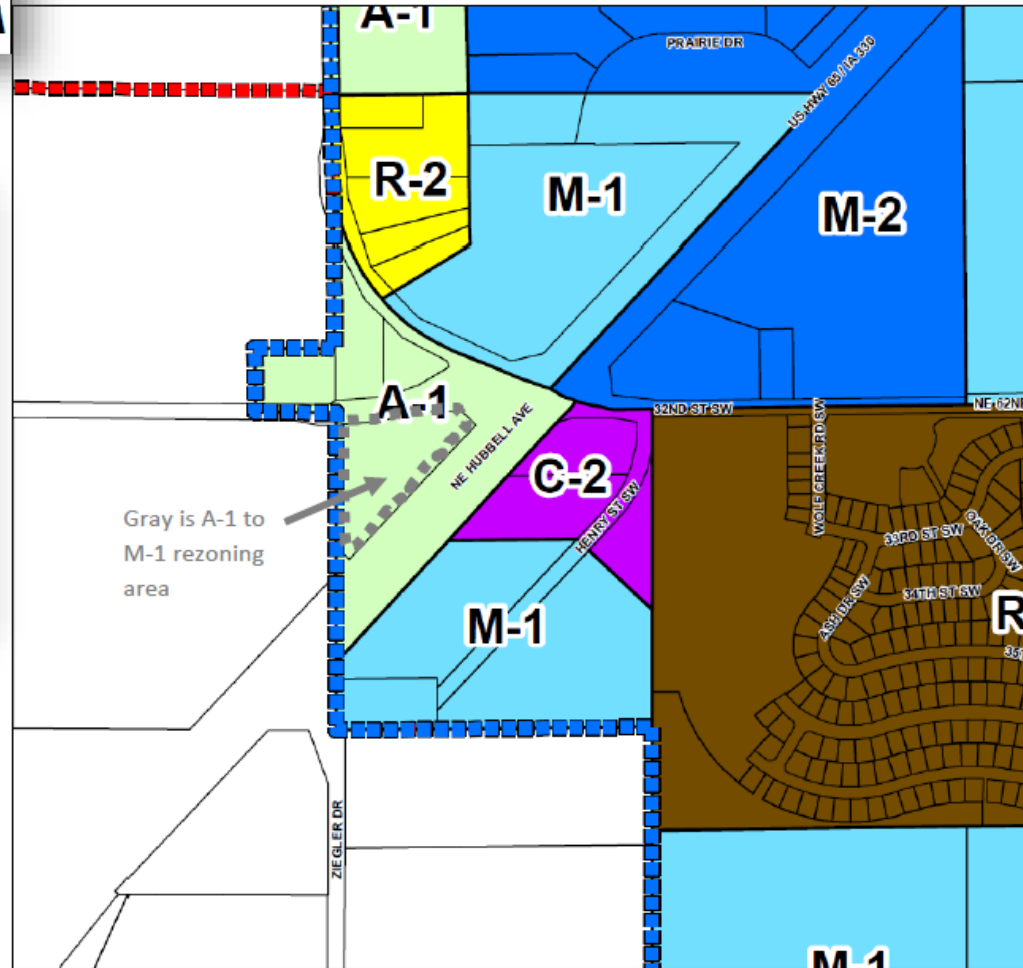 A-1
PRAIRIE DR
US HWY 65 / IA 330
R-2
M-1
M-2
A-1
32ND ST SW
NE HUBBELL AVE
C-2
WOLF CREEK RD SW
HENRY ST SW
Gray is A-1 to
M-1 rezoning
area
OAK DR SW
33RD ST SW
34TH ST SW
ASH DR SW
M-1
R
35T
ZIEGLER DR
M-1